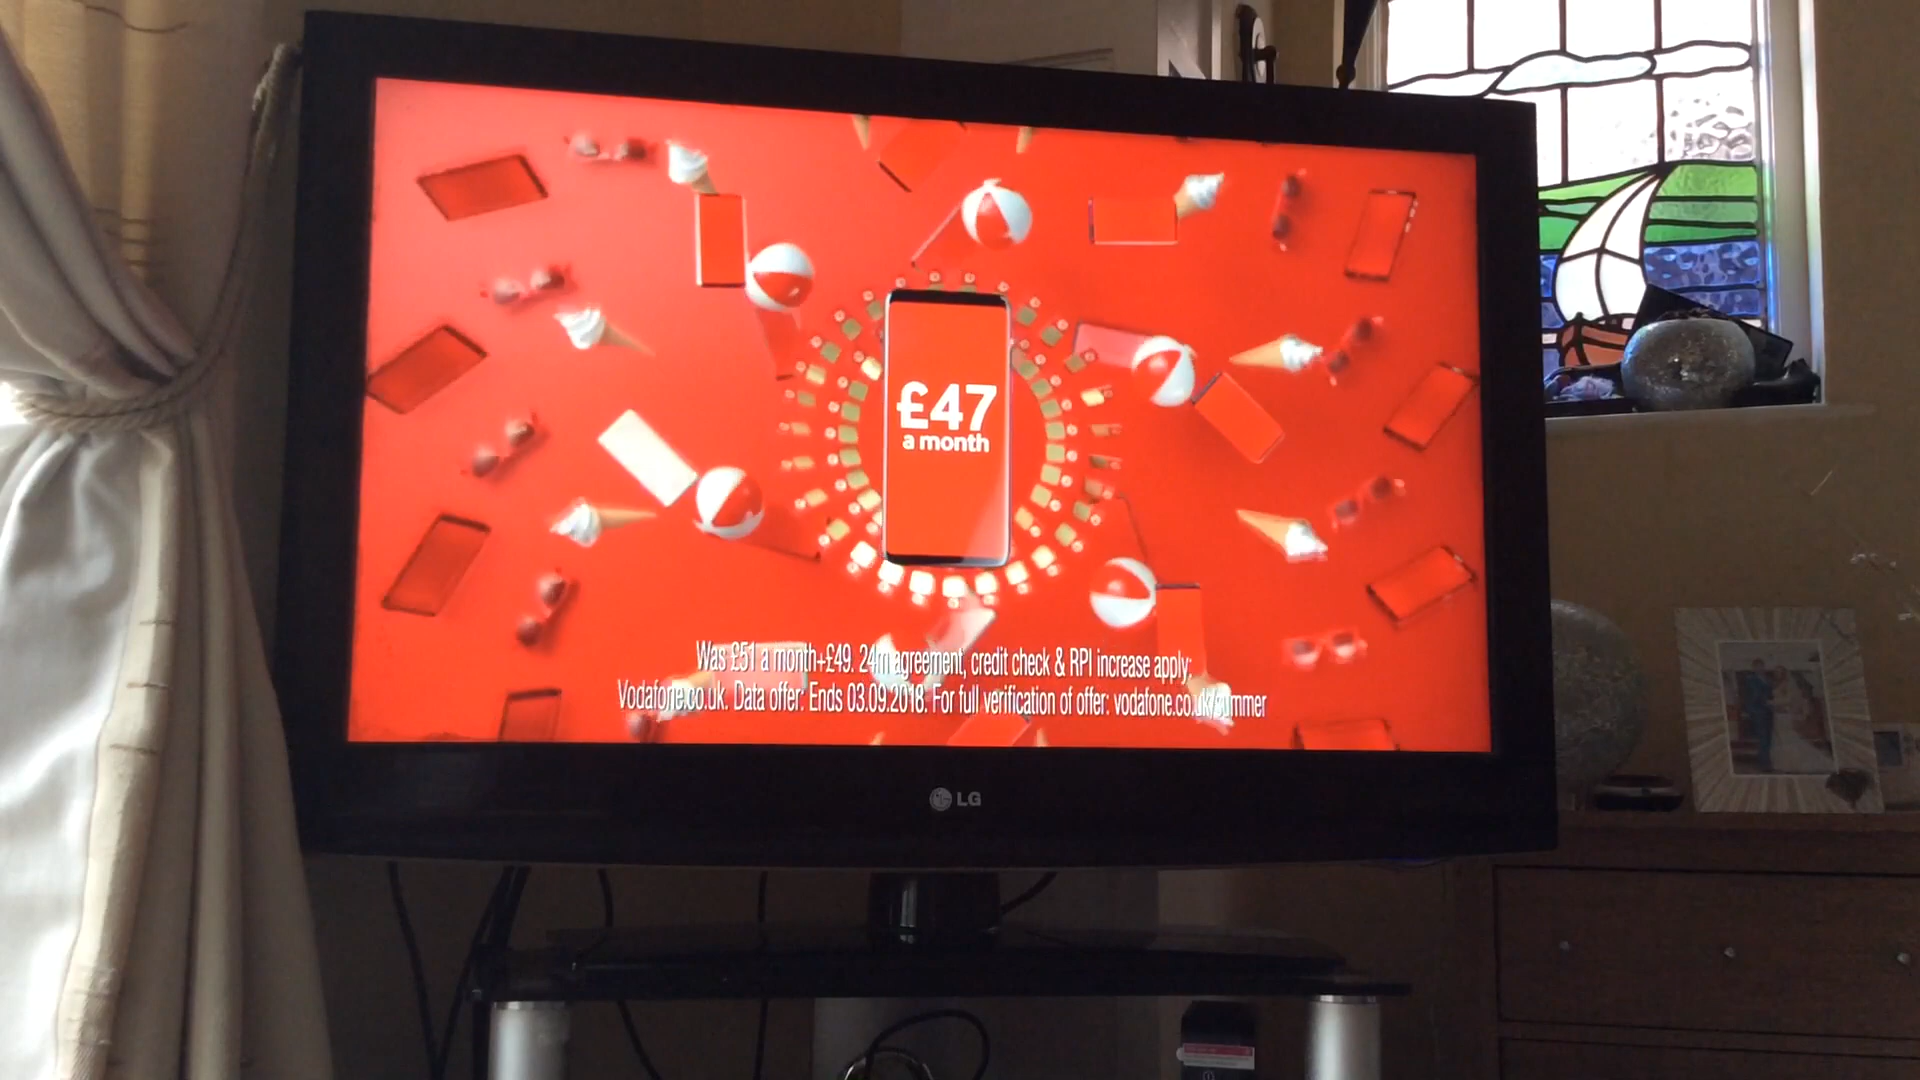 £47
a month
Was £51 a month+£49. 24m agreement, credit check & RPI increase apply;
Vodafone.co.uk. Data offer: Ends 03.09.2018. For full verification of offer: vodafone.co.uk/summer
LG